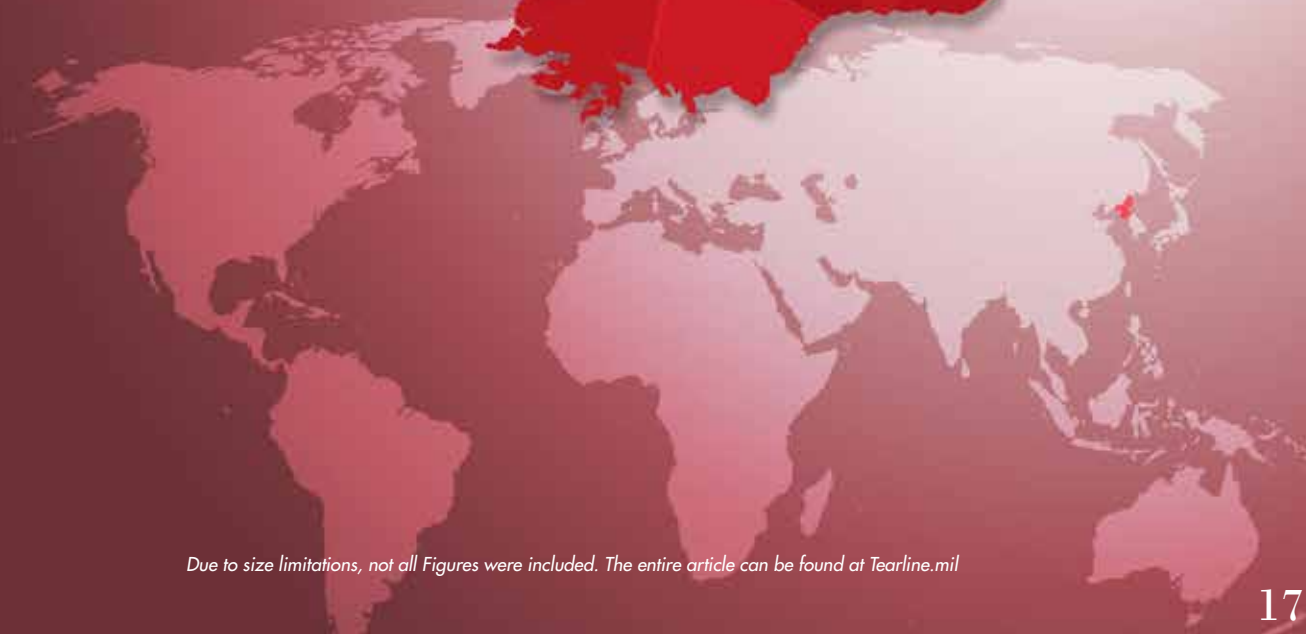 Due to size limitations, not all Figures were included. The entire article can be found at Tearline.mil
17